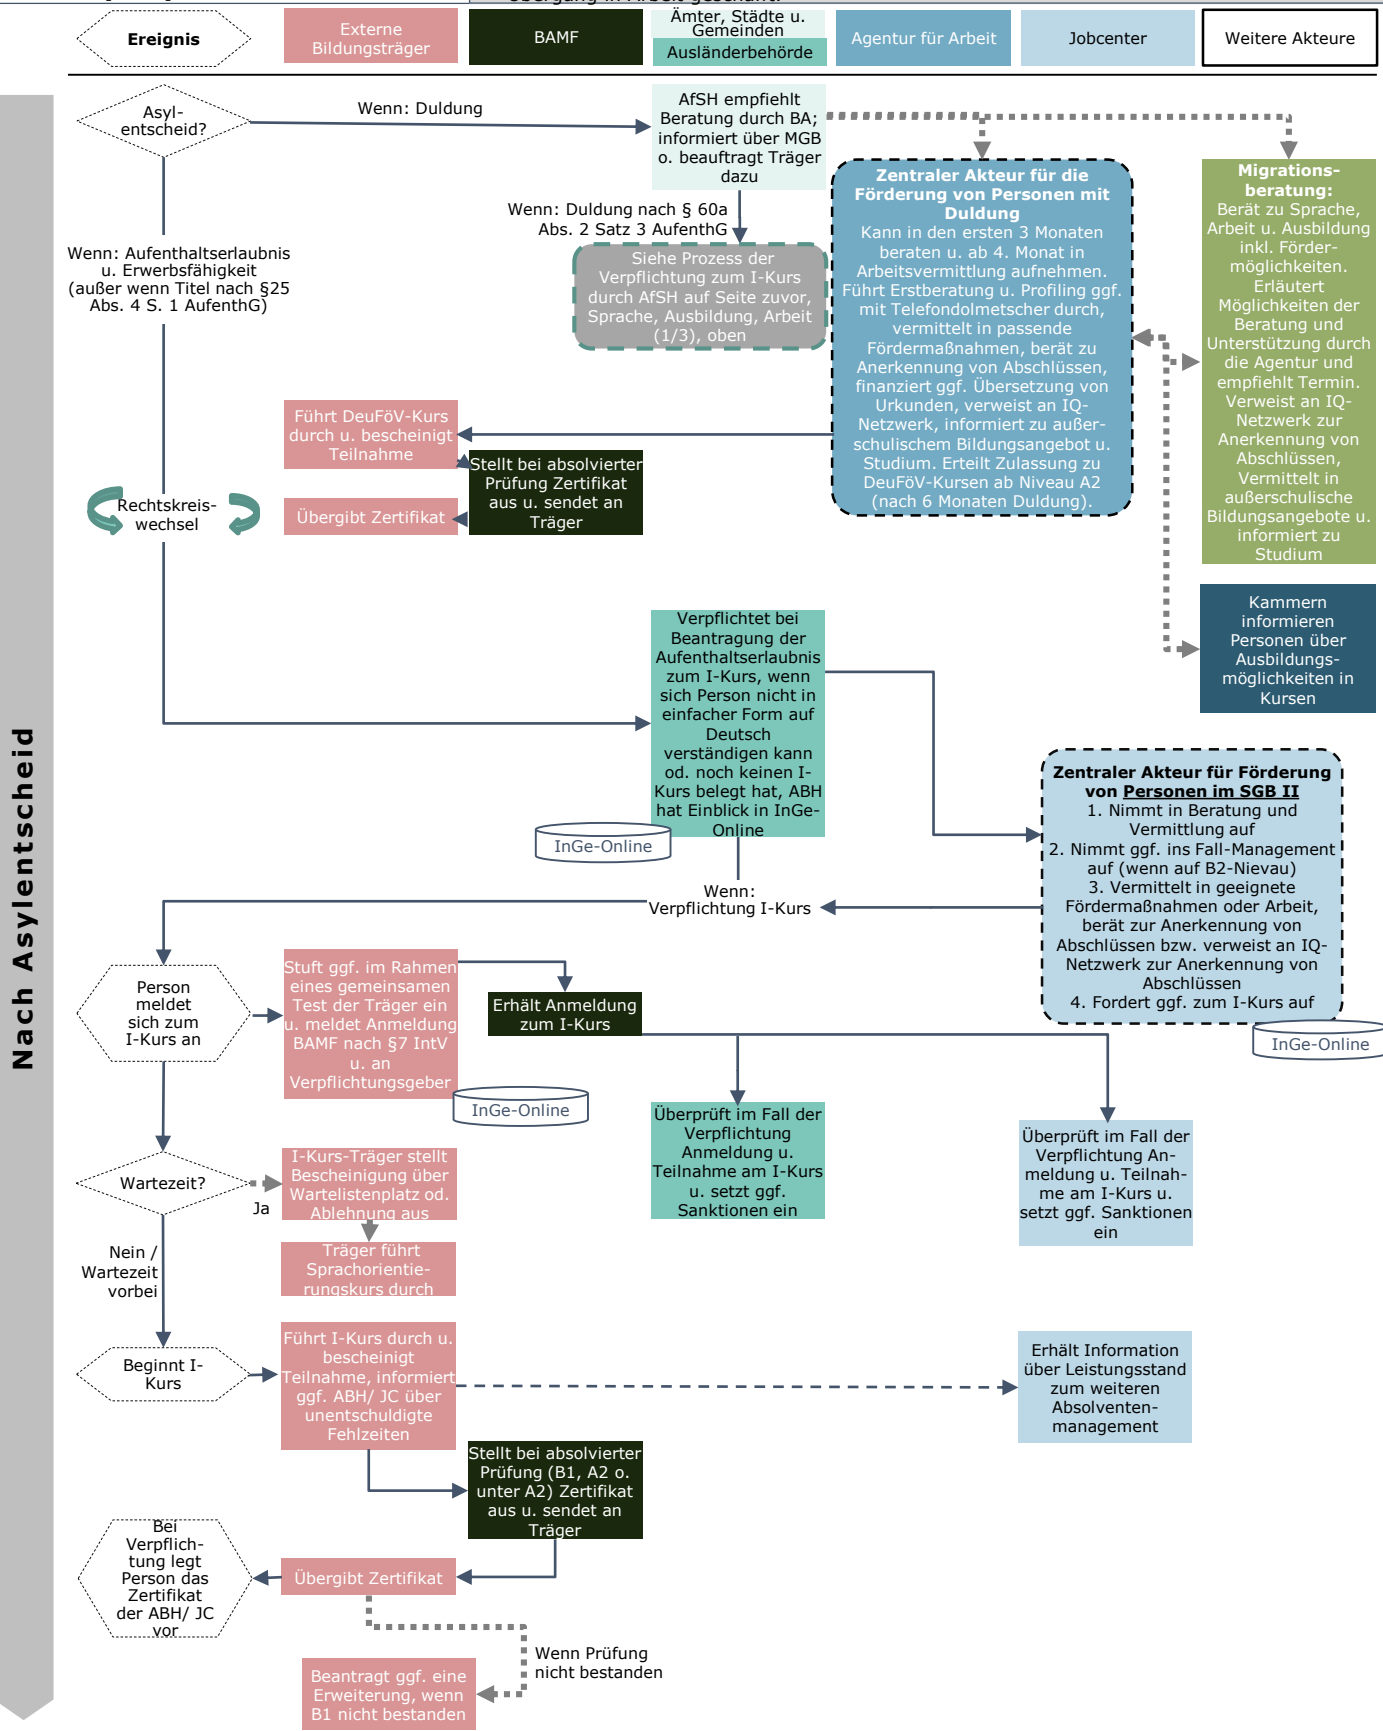 Übergang in Arbeit geschafft.
Ereignis
Externe
Bildungsträger
BAMF
Ämter, Städte u.
Gemeinden
Ausländerbehörde
Agentur für Arbeit
Jobcenter
Weitere Akteure
Nach Asylentscheid
Asyl-
entscheid?
Wenn: Duldung
AfSH empfiehlt
Beratung durch BA;
informiert über MGB
o. beauftragt Träger
dazu
Wenn: Duldung nach § 60a
Abs. 2 Satz 3 AufenthG
Siehe Prozess der
Verpflichtung zum I-Kurs
durch AfSH auf Seite zuvor,
Sprache, Ausbildung, Arbeit
(1/3), oben
Zentraler Akteur für die
Förderung von Personen mit
Duldung
Kann in den ersten 3 Monaten
beraten u. ab 4. Monat in
Arbeitsvermittlung aufnehmen.
Führt Erstberatung u. Profiling ggf.
mit Telefondolmetscher durch,
vermittelt in passende
Fördermaßnahmen, berät zu
Anerkennung von Abschlüssen,
finanziert ggf. Übersetzung von
Urkunden, verweist an IQ-
Netzwerk, informiert zu außer-
schulischem Bildungsangebot u.
Studium. Erteilt Zulassung zu
DeuFöV-Kursen ab Niveau A2
(nach 6 Monaten Duldung).
Migrations-
beratung:
Berät zu Sprache,
Arbeit u. Ausbildung
inkl. Förder-
möglichkeiten.
Erläutert
Möglichkeiten der
Beratung und
Unterstützung durch
die Agentur und
empfiehlt Termin.
Verweist an IQ-
Netzwerk zur
Anerkennung von
Abschlüssen,
Vermittelt in
außerschulische
Bildungsangebote u.
informiert zu
Studium
Wenn: Aufenthaltserlaubnis
u. Erwerbsfähigkeit
(außer wenn Titel nach §25
Abs. 4 S. 1 AufenthG)
Führt DeuFöV-Kurs
durch u. bescheinigt
Teilnahme
Stellt bei absolvierter
Prüfung Zertifikat
aus u. sendet an
Träger
Übergibt Zertifikat
Rechtskreis-
wechsel
Kammern
informieren
Personen über
Ausbildungs-
möglichkeiten in
Kursen
Verpflichtet bei
Beantragung der
Aufenthaltserlaubnis
zum I-Kurs, wenn
sich Person nicht in
einfacher Form auf
Deutsch
verständigen kann
od. noch keinen I-
Kurs belegt hat, ABH
hat Einblick in InGe-
Online
InGe-Online
Zentraler Akteur für Förderung
von Personen im SGB II
1. Nimmt in Beratung und
Vermittlung auf
2. Nimmt ggf. ins Fall-Management
auf (wenn auf B2-Nievau)
3. Vermittelt in geeignete
Fördermaßnahmen oder Arbeit,
berät zur Anerkennung von
Abschlüssen bzw. verweist an IQ-
Netzwerk zur Anerkennung von
Abschlüssen
4. Fordert ggf. zum I-Kurs auf
InGe-Online
Wenn:
Verpflichtung I-Kurs
Person
meldet
sich zum
I-Kurs an
Stuft ggf. im Rahmen
eines gemeinsamen
Test der Träger ein
u. meldet Anmeldung
BAMF nach §7 IntV
u. an
Verpflichtungsgeber
InGe-Online
Erhält Anmeldung
zum I-Kurs
Überprüft im Fall der
Verpflichtung
Anmeldung u.
Teilnahme am I-Kurs
u. setzt ggf.
Sanktionen ein
Überprüft im Fall der
Verpflichtung An-
meldung u. Teilnah-
me am I-Kurs u.
setzt ggf. Sanktionen
ein
Wartezeit?
Ja
I-Kurs-Träger stellt
Bescheinigung über
Wartelistenplatz od.
Ablehnung aus
Träger führt
Sprachorientie-
rungskurs durch
Nein /
Wartezeit
vorbei
Beginnt I-
Kurs
Führt I-Kurs durch u.
bescheinigt
Teilnahme, informiert
ggf. ABH/ JC über
unentschuldigte
Fehlzeiten
Erhält Information
über Leistungsstand
zum weiteren
Absolventen-
management
Stellt bei absolvierter
Prüfung (B1, A2 o.
unter A2) Zertifikat
aus u. sendet an
Träger
Bei
Verpflich-
tung legt
Person das
Zertifikat
der ABH/ JC
vor
Übergibt Zertifikat
Wenn Prüfung
nicht bestanden
Beantragt ggf. eine
Erweiterung, wenn
B1 nicht bestanden